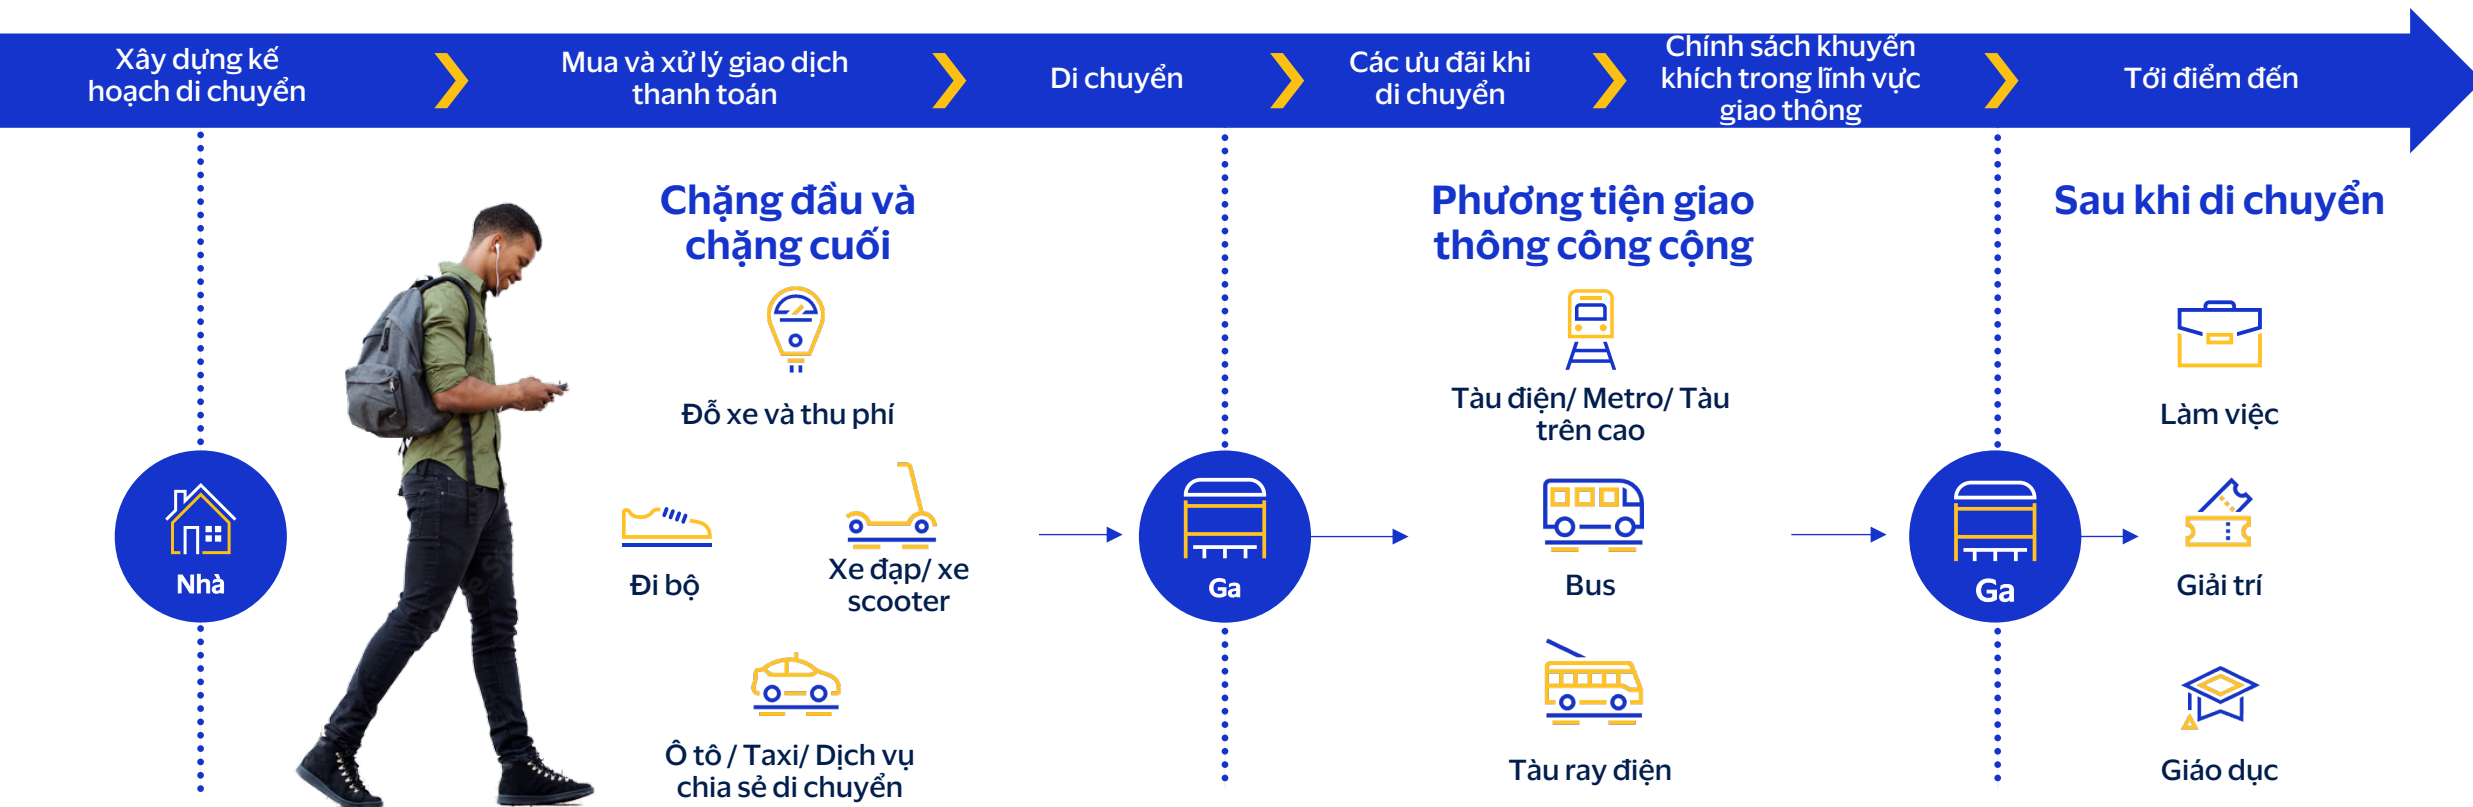 Xây dựng kế
hoạch di chuyển
Mua và xử lý giao dịch
thanh toán
Di chuyển
Các ưu đãi khi
di chuyển
Chính sách khuyến
khích trong lĩnh vực
giao thông
Tới điểm đến
Chặng đầu và
chặng cuối
Phương tiện giao
thông công cộng
Sau khi di chuyển
Đỗ xe và thu phí
Tàu điện/ Metro/ Tàu
trên cao
Làm việc
Nhà
Đi bộ
Xe đạp/ xe
scooter
Ga
Bus
Ga
Giải trí
Ô tô / Taxi/ Dịch vụ
chia sẻ di chuyển
Tàu ray điện
Giáo dục